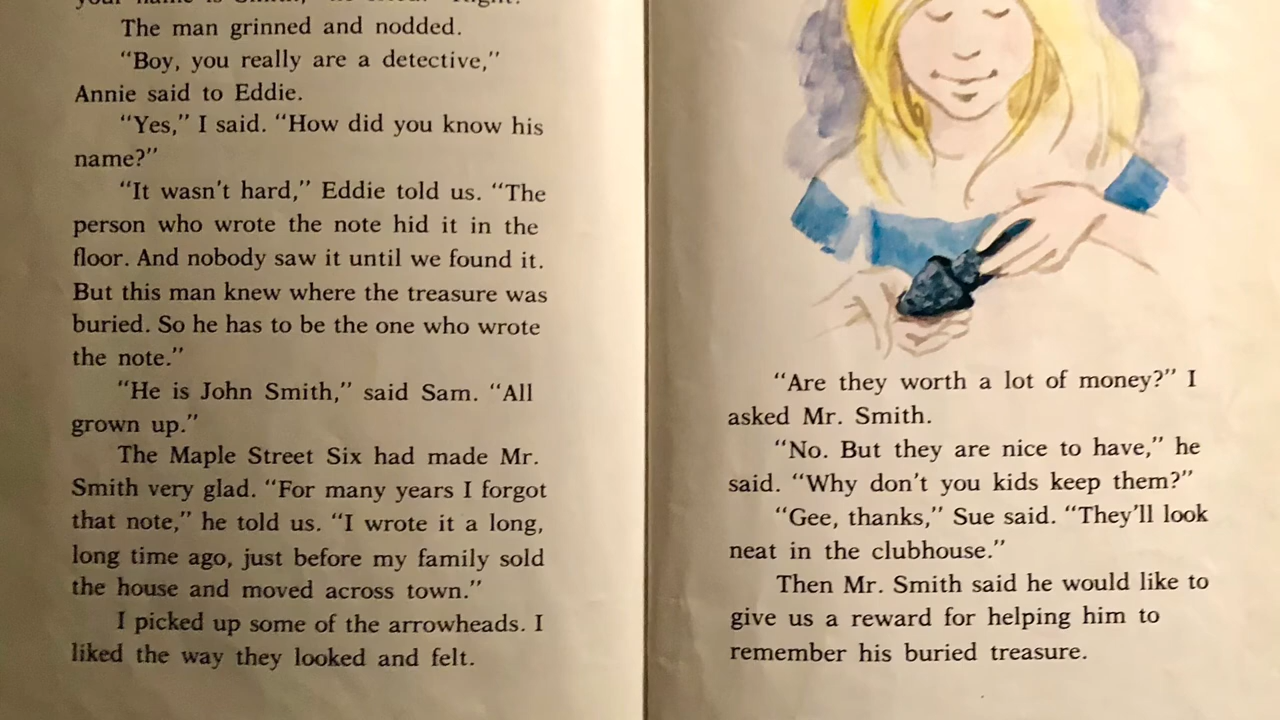 your name is Smith," he cried. "Right?"
The man grinned and nodded.
"Boy, you really are a detective,"
Annie said to Eddie.
"Yes," I said. "How did you know his
name?"
"It wasn't hard," Eddie told us. "The
person who wrote the note hid it in the
floor. And nobody saw it until we found it.
But this man knew where the treasure was
buried. So he has to be the one who wrote
the note."
"He is John Smith," said Sam. "All
grown up."
The Maple Street Six had made Mr.
Smith very glad. "For many years I forgot
that note," he told us. "I wrote it a long,
long time ago, just before my family sold
the house and moved across town."
I picked up some of the arrowheads. I
liked the way they looked and felt.
"Are they worth a lot of money?" I
asked Mr. Smith.
"No. But they are nice to have," he
said. "Why don't you kids keep them?"
"Gee, thanks," Sue said. "They'll look
neat in the clubhouse."
Then Mr. Smith said he would like to
give us a reward for helping him to
remember his buried treasure.